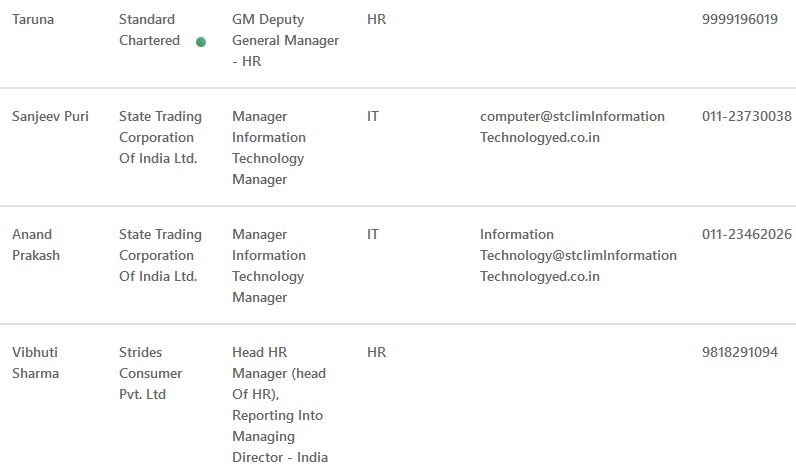 Taruna Standard GM Deputy HR 9999196019
Chartered General Manager
- HR
Sanjeev Puri State Trading Manager IT computer@stclimInformation 011-23730038
Corporation Information Technologyed.co.in
Of India Ltd. Technology
Manager
Anand State Trading Manager IT Information 011-23462026
Prakash Corporation Information Technology@stclimInformation
Of India Ltd. Technology Technologyed.co.in
Manager
Vibhuti Strides Head HR HR 9818291094
Sharma Consumer Manager (head
Pvt. Ltd Of HR),
Reporting Into
Managing
Director - India